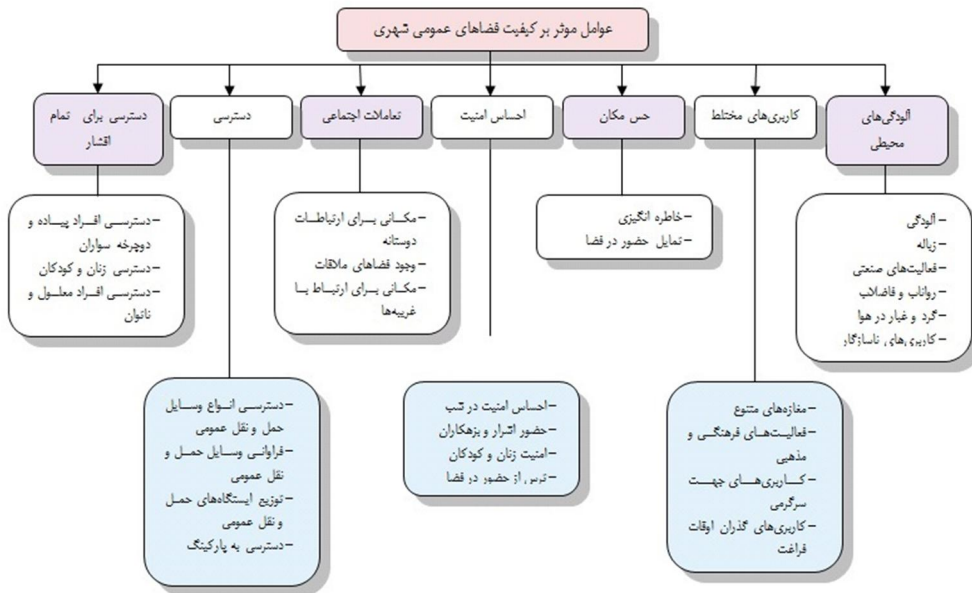 عوامل موثر بر کیفیت فضاهای عمومی شهری
آلودگی‌های
محیطی
کاربری‌های مختلط
حس مکان
احساس امنیت
تعاملات اجتماعی
دسترسی
دسترسی برای تمام
اقشار
–آلودگی
–زباله
–فعالیت‌های صنعتی
–رواناب و فاضلاب
–گرد و غبار در هوا
–کاربری‌های ناسازگار
–خاطره انگیزی
–تمایل حضور در فضا
–مکانی برای ارتباطات
دوستانه
–وجود فضاهای ملاقات
–مکانی برای ارتباط با
غریبه‌ها
–دسترسی افراد پیاده و
دوچرخه سواران
–دسترسی زنان و کودکان
–دسترسی افراد معلول و
ناتوان
–مغازه‌های متنوع
–فعالیت‌های فرهنگی و
مذهبی
–کاربری‌های جهت
سرگرمی
–کاربری‌های گذران اوقات
فراغت
–احساس امنیت در شب
–حضور اشرار و بزهکاران
–امنیت زنان و کودکان
–ترس از حضور در فضا
–دسترسی انواع وسایل
حمل و نقل عمومی
–فراوانی وسایل حمل و
نقل عمومی
–توزیع ایستگاه‌های حمل
و نقل عمومی
–دسترسی به پارکینگ